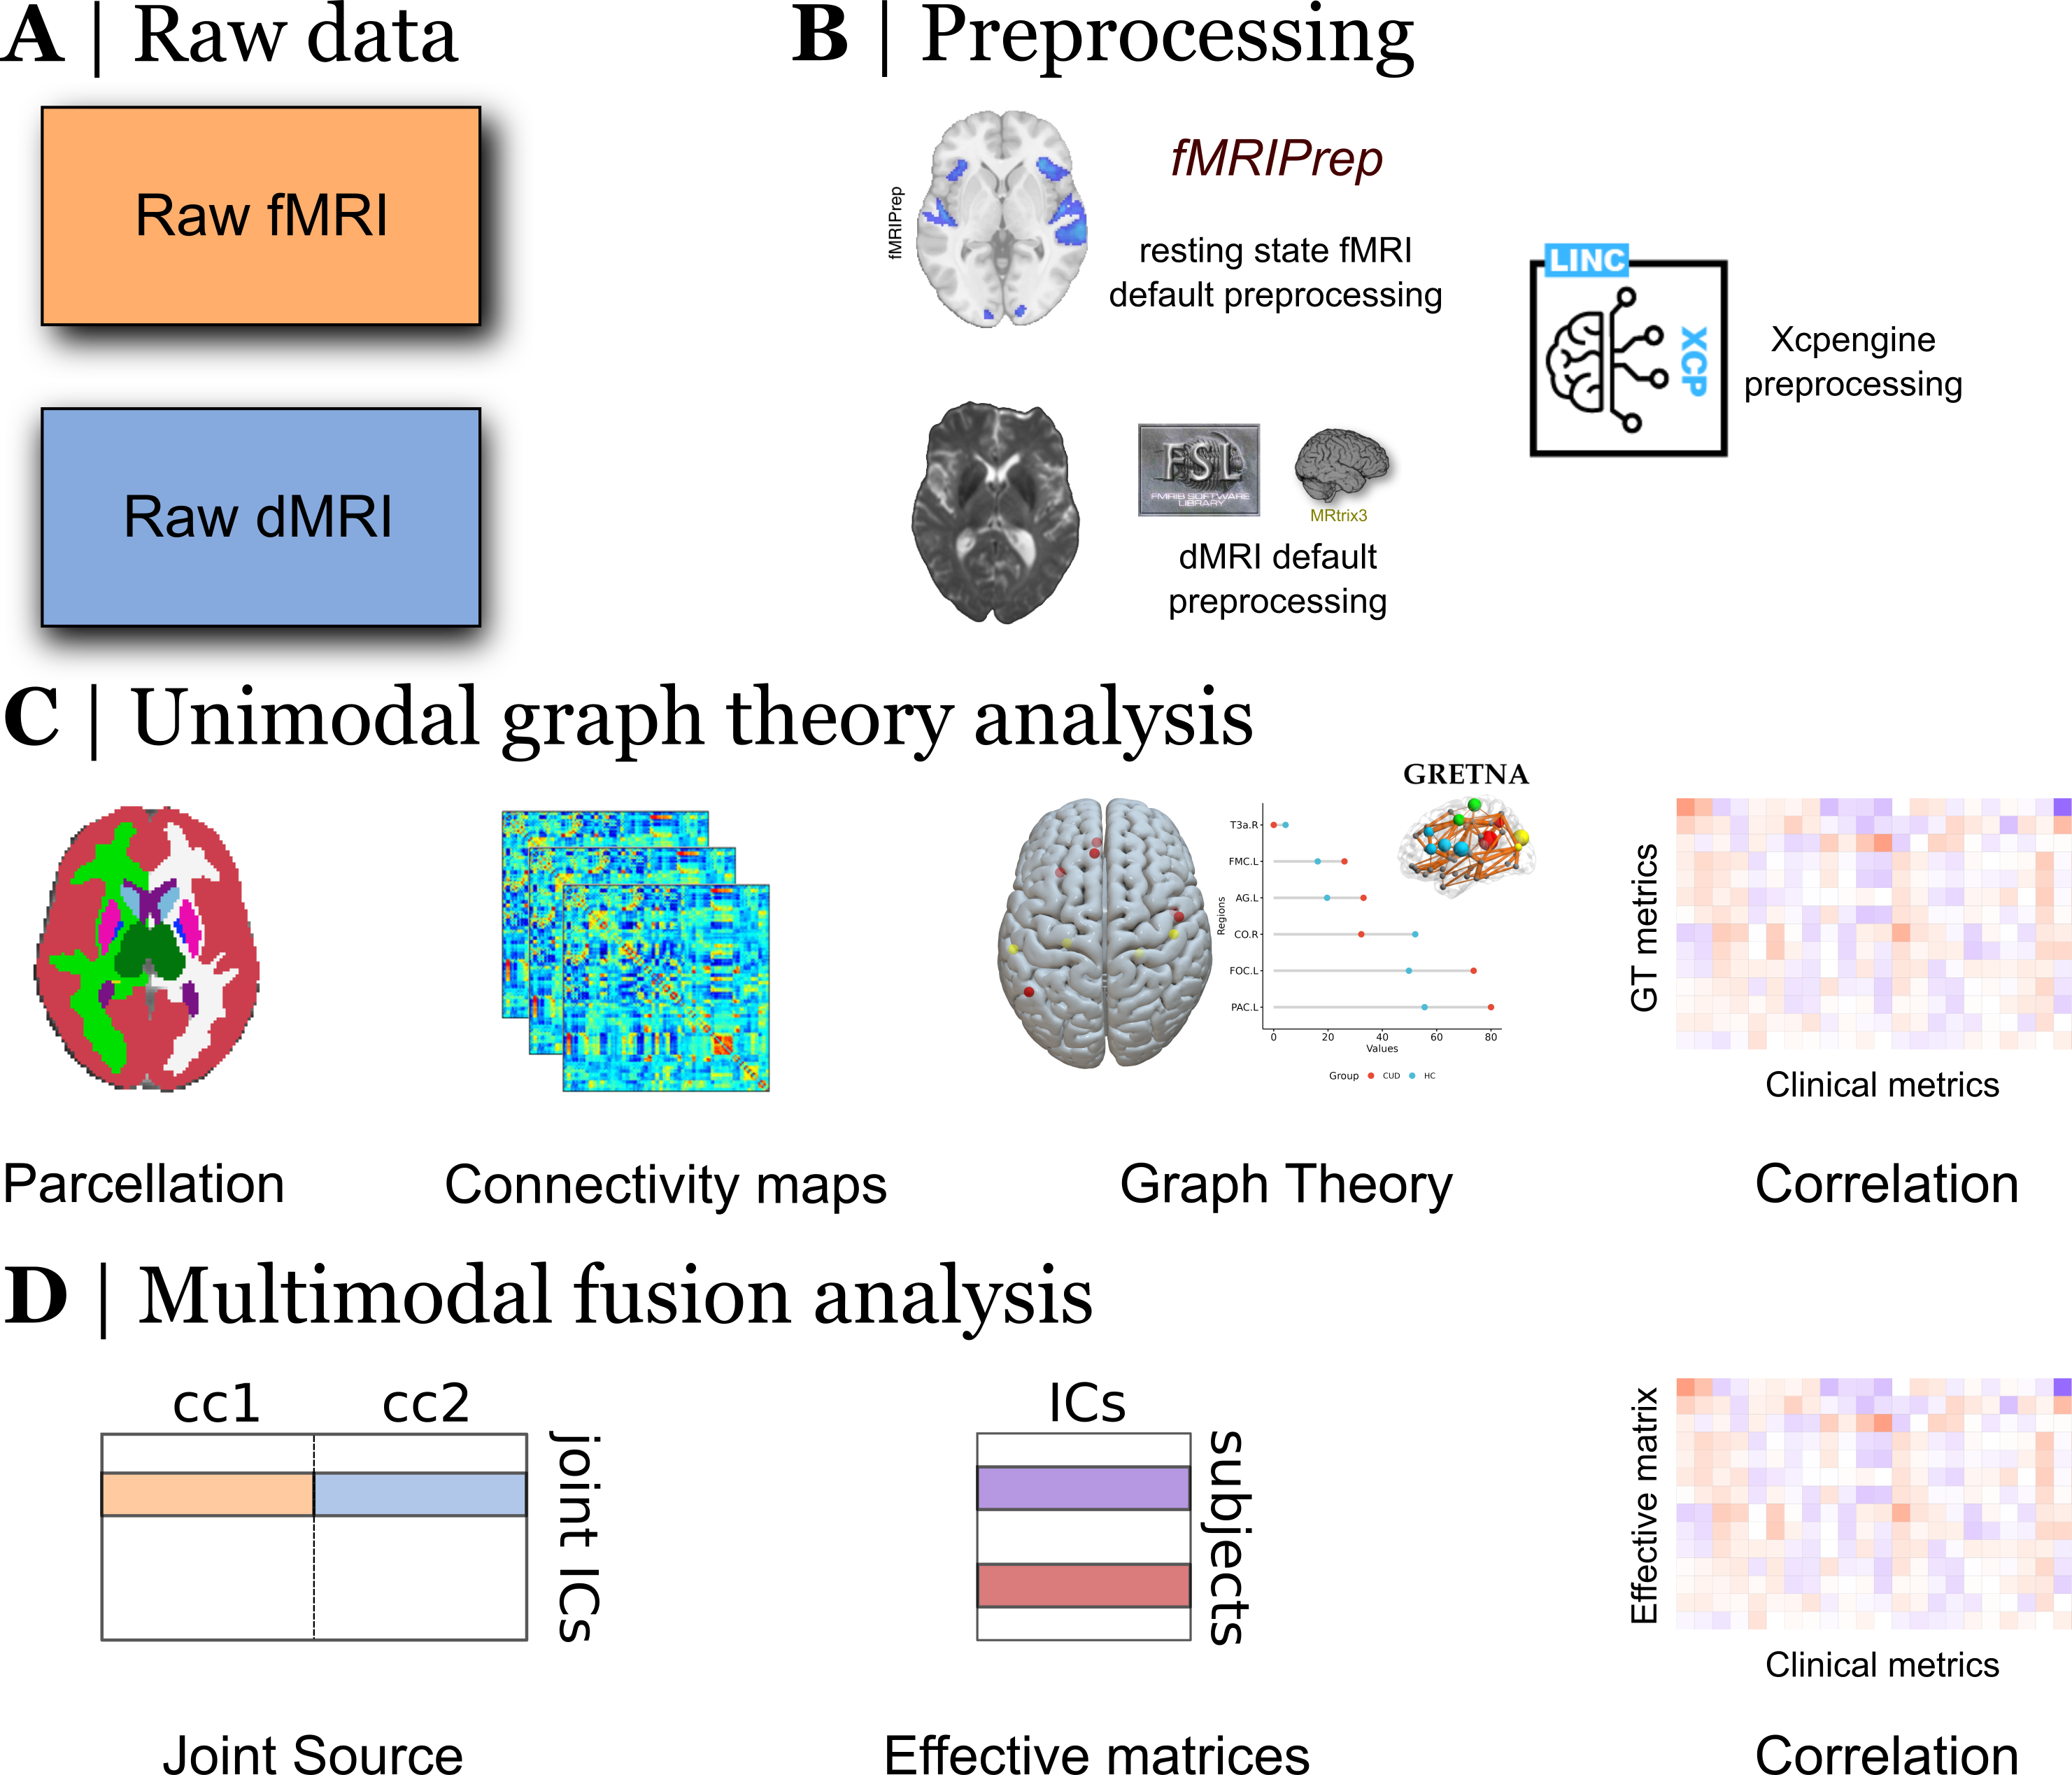 A | Raw data
Raw fMRI
Raw dMRI
B | Preprocessing
fMRIPrep
fMRIPrep
resting state fMRI
default preprocessing
FSL
FMRIB SOFTWARE
LIBRARY
MRtrix3
dMRI default
preprocessing
LINC
XCP
Xcpengine
preprocessing
C | Unimodal graph theory analysis
Parcellation
Connectivity maps
GRETNA
Regions
T3a.R
FMC.L
AG.L
CO.R
FOC.L
PAC.L
0 20 40 60 80
Values
Group CUD HC
Graph Theory
GT metrics
Clinical metrics
Correlation
D | Multimodal fusion analysis
cc1 cc2
joint ICs
Joint Source
ICs
subjects
Effective matrices
Effective matrix
Clinical metrics
Correlation